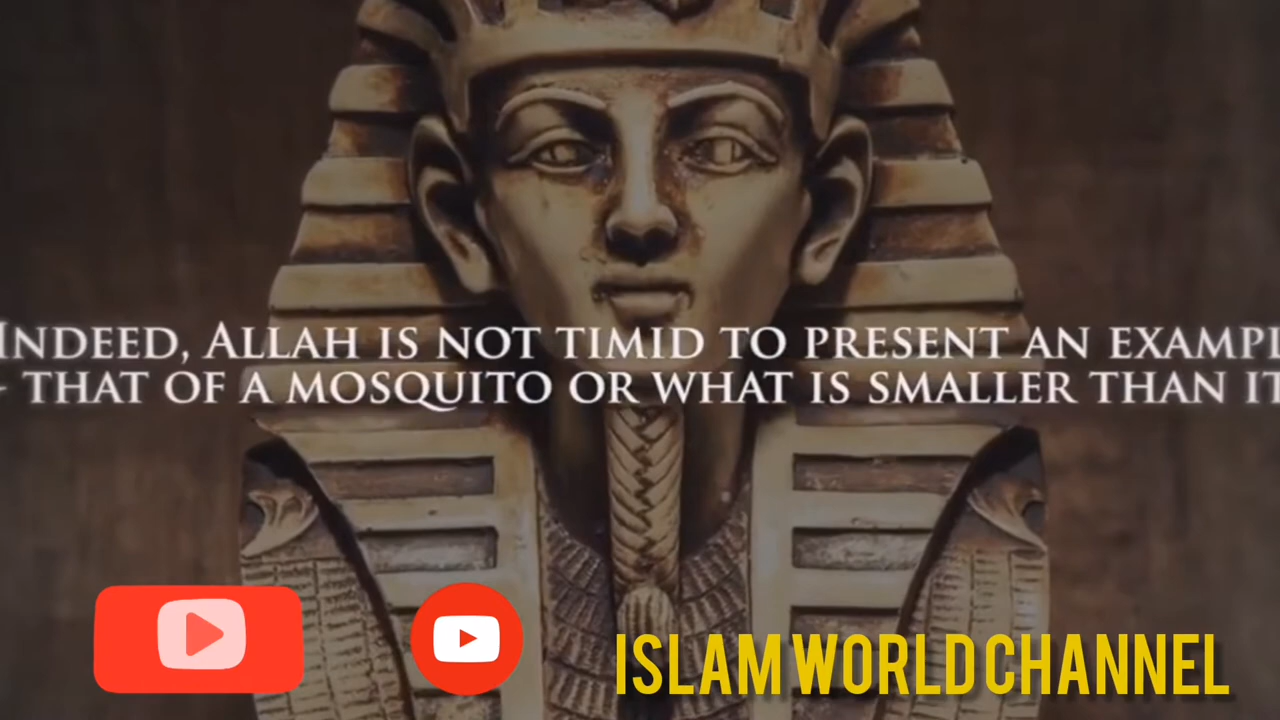 INDEED, ALLAH IS NOT TIMID TO PRESENT AN EXAMPL
- THAT OF A MOSQUITO OR WHAT IS SMALLER THAN IT
ISLAM WORLD CHANNEL